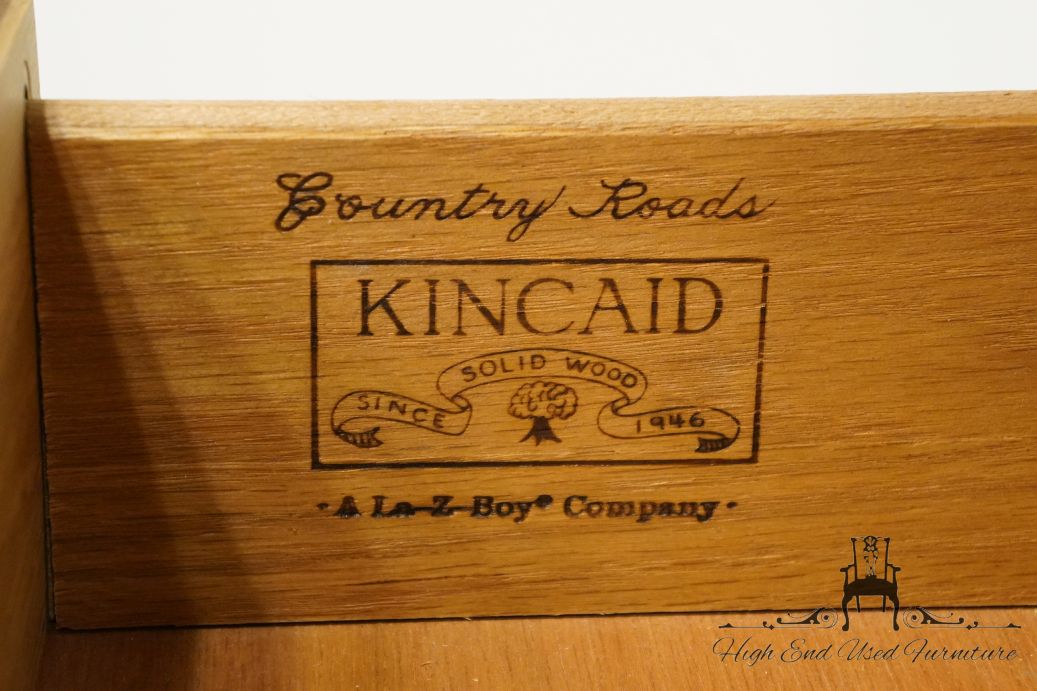 Country Roads
KINCAID
SOLID WOOD
SINCE 1946
· A La-Z-Boy® Company ·
High End Used Furniture